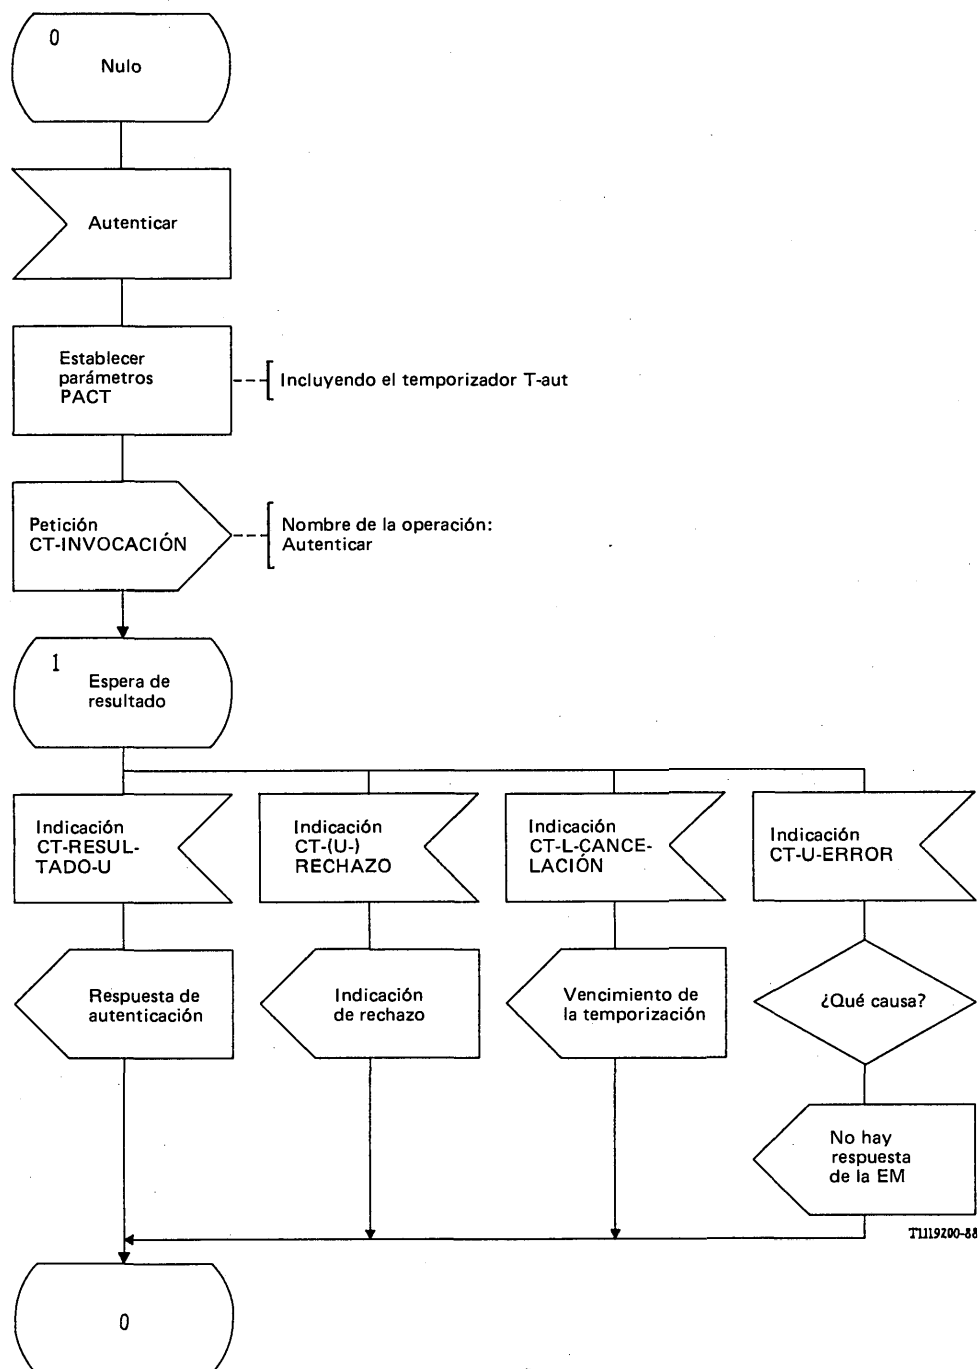 0
Nulo
Autenticar
Establecer
parámetros
PACT
Incluyendo el temporizador T-aut
Petición
CT-INVOCACIÓN
Nombre de la operación:
Autenticar
1
Espera de
resultado
Indicación
CT-RESUL-
TADO-U
Indicación
CT-(U-)
RECHAZO
Indicación
CT-L-CANCE-
LACIÓN
Indicación
CT-U-ERROR
Respuesta de
autenticación
Indicación
de rechazo
Vencimiento de
la temporización
¿Qué causa?
No hay
respuesta
de la EM
T1119200-88
0